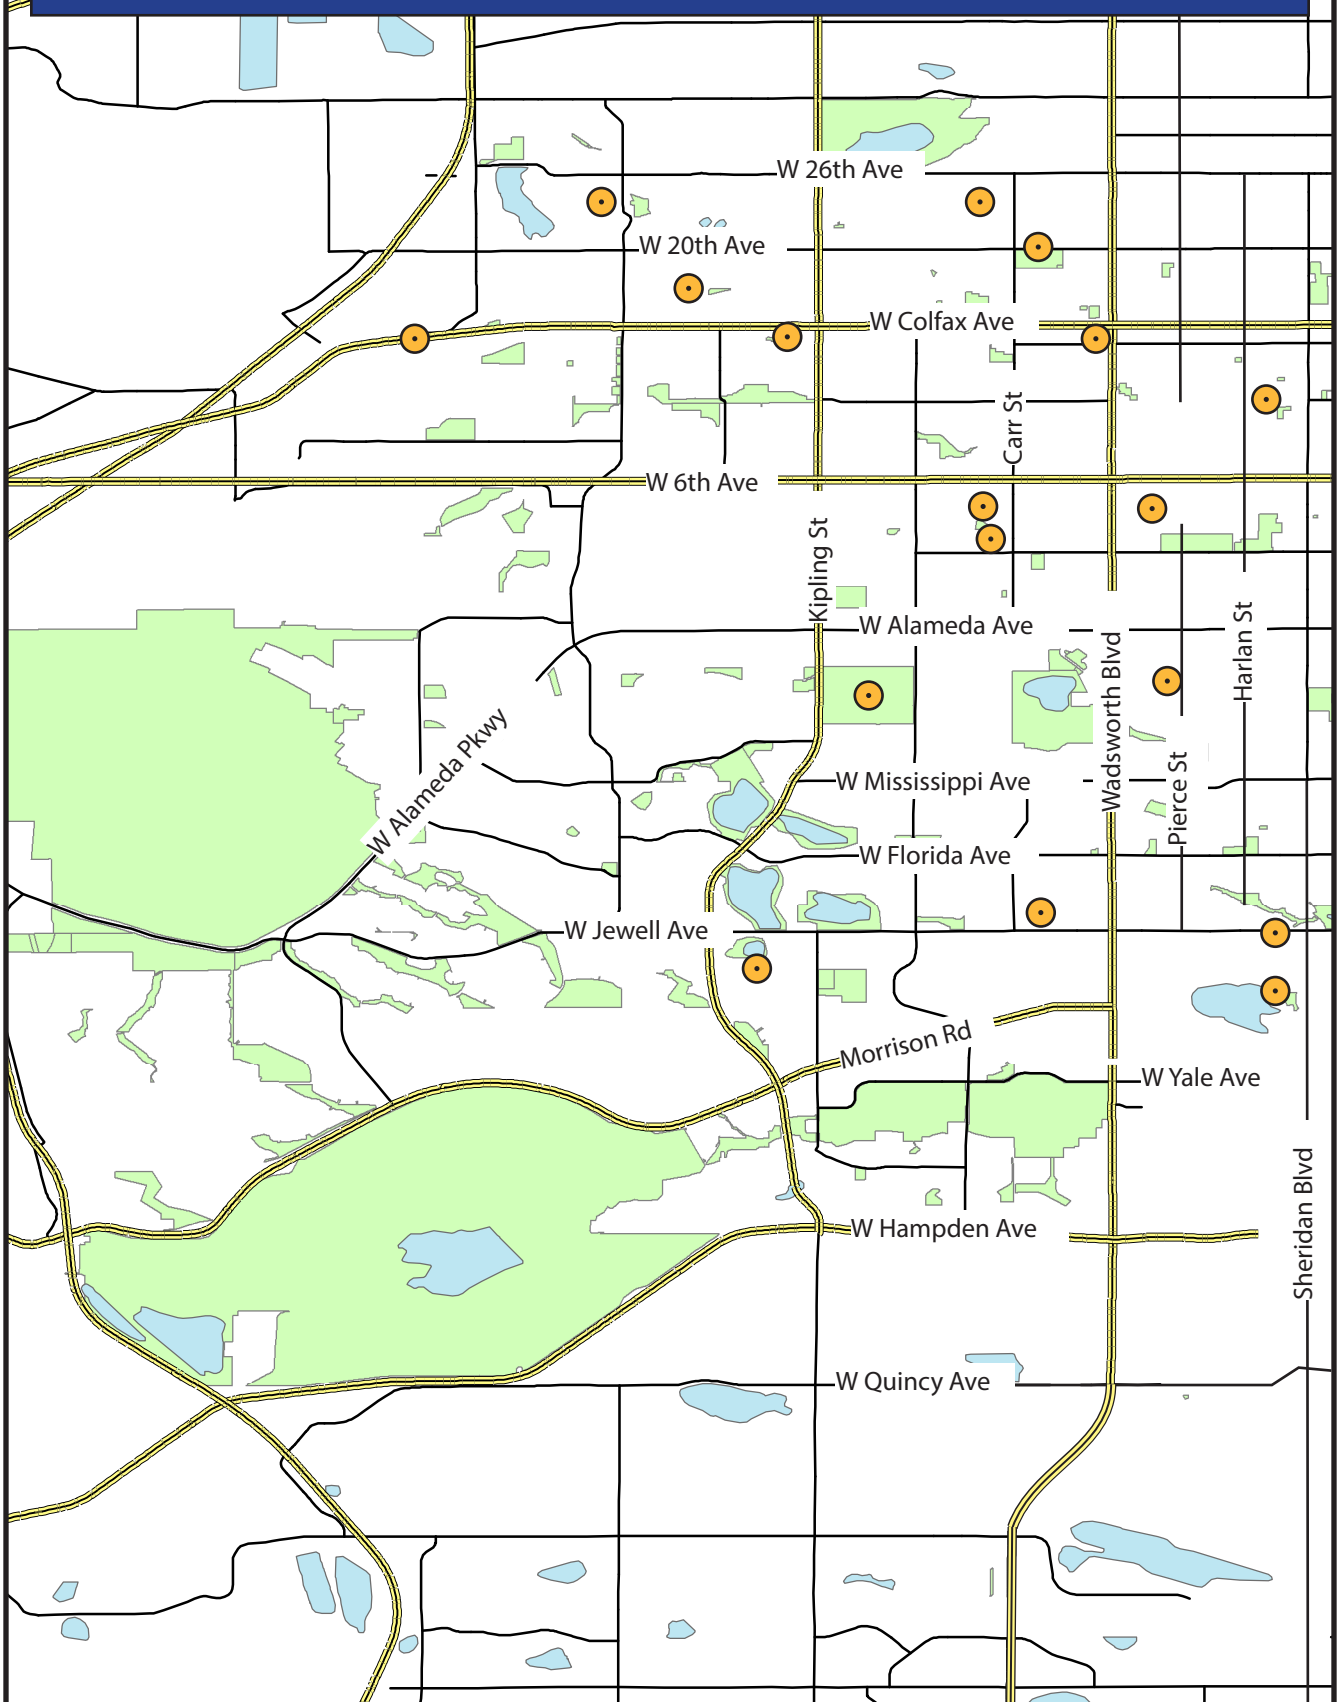 W 26th Ave
W 20th Ave
W Colfax Ave
Carr St
W 6th Ave
Kipling St
W Alameda Ave
Harlan St
Wadsworth Blvd
W Alameda Pkwy
Pierce St
W Mississippi Ave
W Florida Ave
W Jewell Ave
Morrison Rd
W Yale Ave
Sheridan Blvd
W Hampden Ave
W Quincy Ave